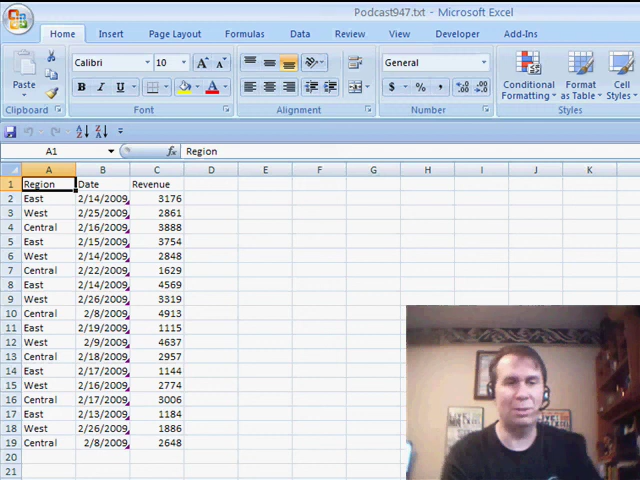 Podcast947.txt - Microsoft Excel
Home Insert Page Layout Formulas Data Review View Developer Add-Ins
Paste
Calibri 10 A A General
B I U A $ % , .0 .00 .00 .0
Conditional Formatting Format as Table Cell Styles
Clipboard Font Alignment Number Styles
A1 fx Region
A B C D E F G H I J K
1 Region Date Revenue
2 East 2/14/2009 3176
3 West 2/25/2009 2861
4 Central 2/16/2009 3888
5 East 2/15/2009 3754
6 West 2/14/2009 2848
7 Central 2/22/2009 1629
8 East 2/14/2009 4569
9 West 2/26/2009 3319
10 Central 2/8/2009 4913
11 East 2/19/2009 1115
12 West 2/9/2009 4637
13 Central 2/18/2009 2957
14 East 2/17/2009 1144
15 West 2/16/2009 2774
16 Central 2/17/2009 3006
17 East 2/13/2009 1184
18 West 2/26/2009 1886
19 Central 2/8/2009 2648
20
21